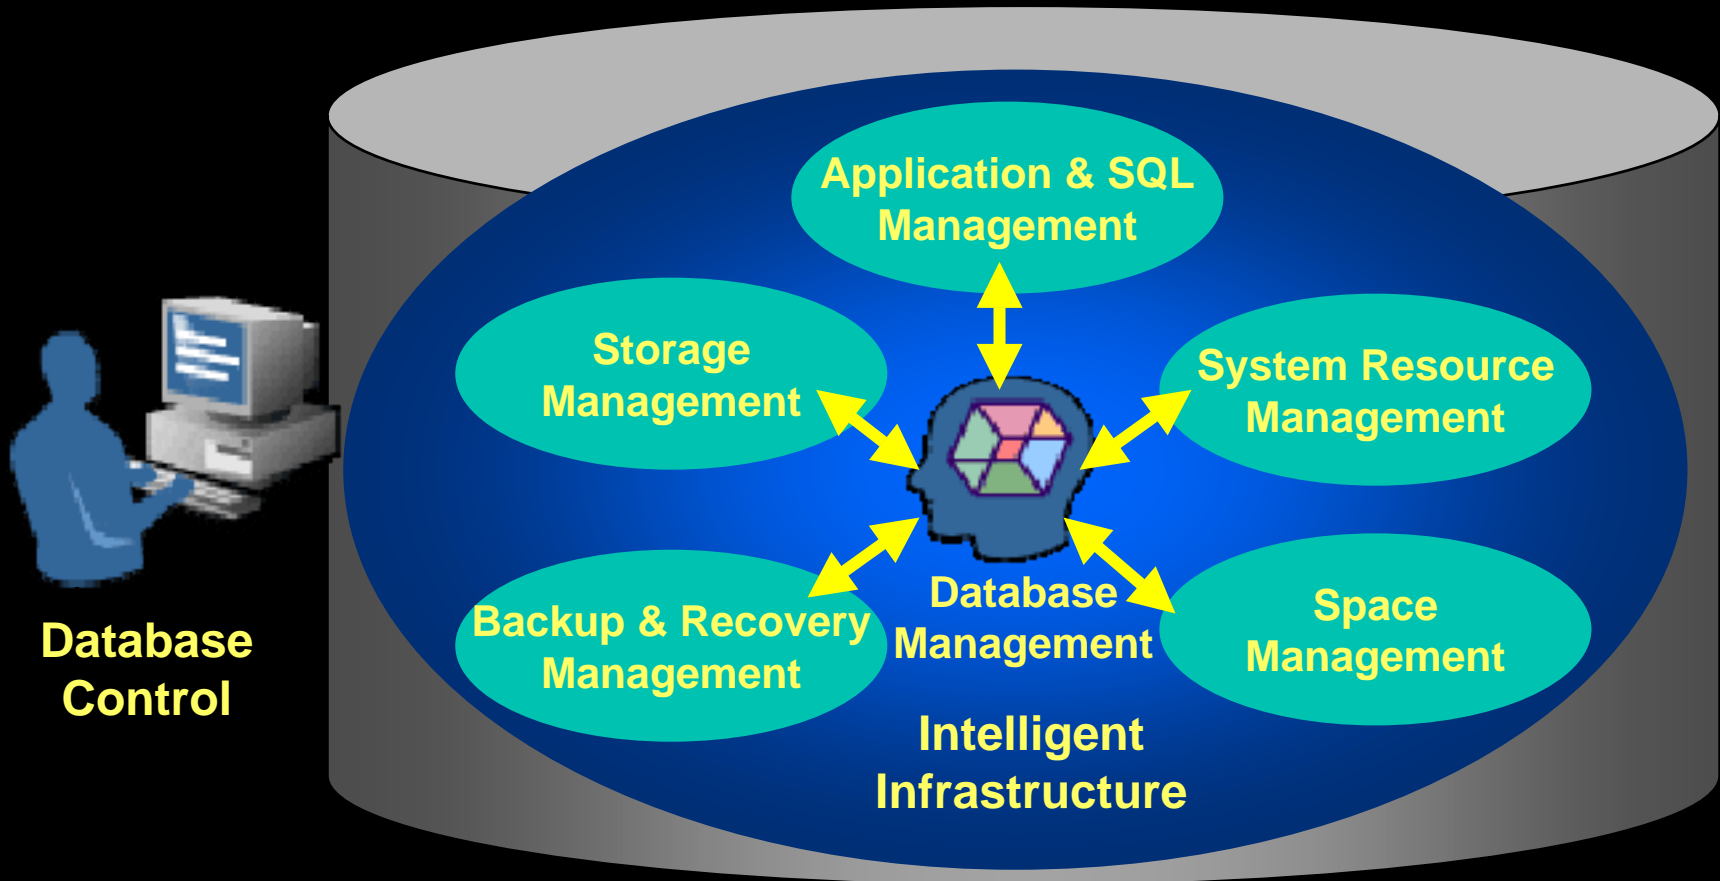 Application & SQL
Management
Storage
Management
System Resource
Management
Backup & Recovery
Management
Database
Management
Space
Management
Database
Control
Intelligent
Infrastructure